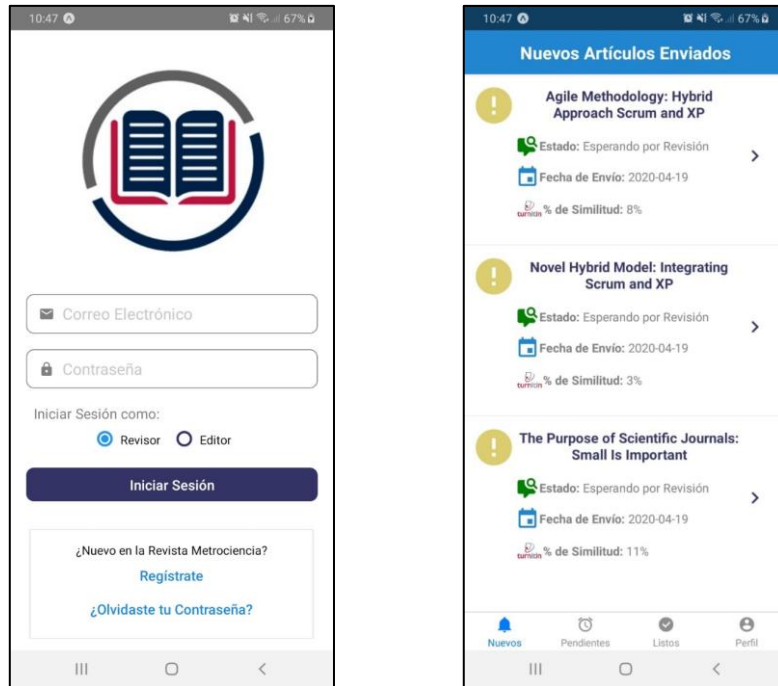 10:47
67%
Correo Electrónico
Contraseña
Iniciar Sesión como:
Revisor Editor
Iniciar Sesión
¿Nuevo en la Revista Metrociencia?
Regístrate
¿Olvidaste tu Contraseña?
10:47
67%
Nuevos Artículos Enviados
Agile Methodology: Hybrid
Approach Scrum and XP
Estado: Esperando por Revisión
Fecha de Envío: 2020-04-19
turnitin % de Similitud: 8%
Novel Hybrid Model: Integrating
Scrum and XP
Estado: Esperando por Revisión
Fecha de Envío: 2020-04-19
turnitin % de Similitud: 3%
The Purpose of Scientific Journals:
Small Is Important
Estado: Esperando por Revisión
Fecha de Envío: 2020-04-19
turnitin % de Similitud: 11%
Nuevos Pendientes Listos Perfil